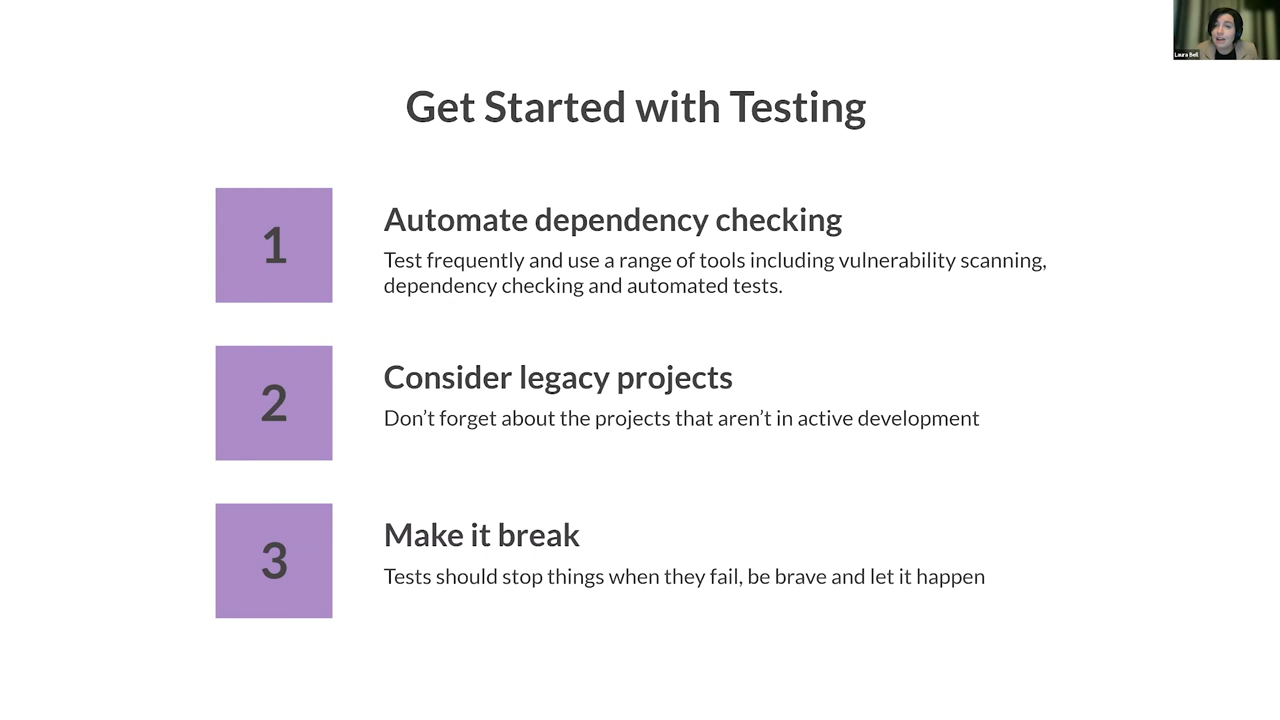 Laura Bell
Get Started with Testing
1
Automate dependency checking
Test frequently and use a range of tools including vulnerability scanning,
dependency checking and automated tests.
2
Consider legacy projects
Don’t forget about the projects that aren’t in active development
3
Make it break
Tests should stop things when they fail, be brave and let it happen